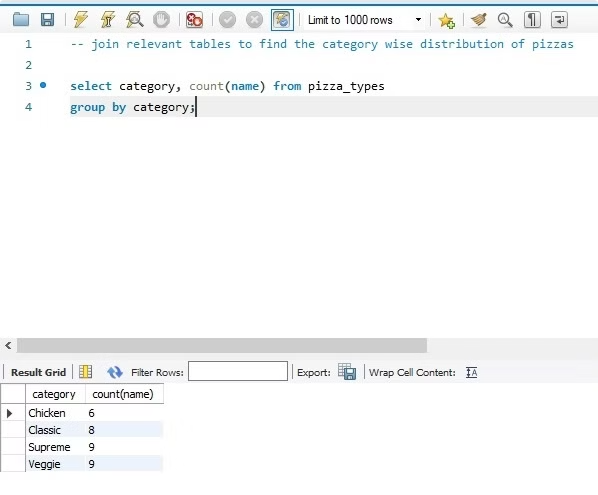 Limit to 1000 rows
1 -- join relevant tables to find the category wise distribution of pizzas
2
3 select category, count(name) from pizza_types
4 group by category;
Result Grid Filter Rows: Export: Wrap Cell Content: IA
category count(name)
Chicken 6
Classic 8
Supreme 9
Veggie 9